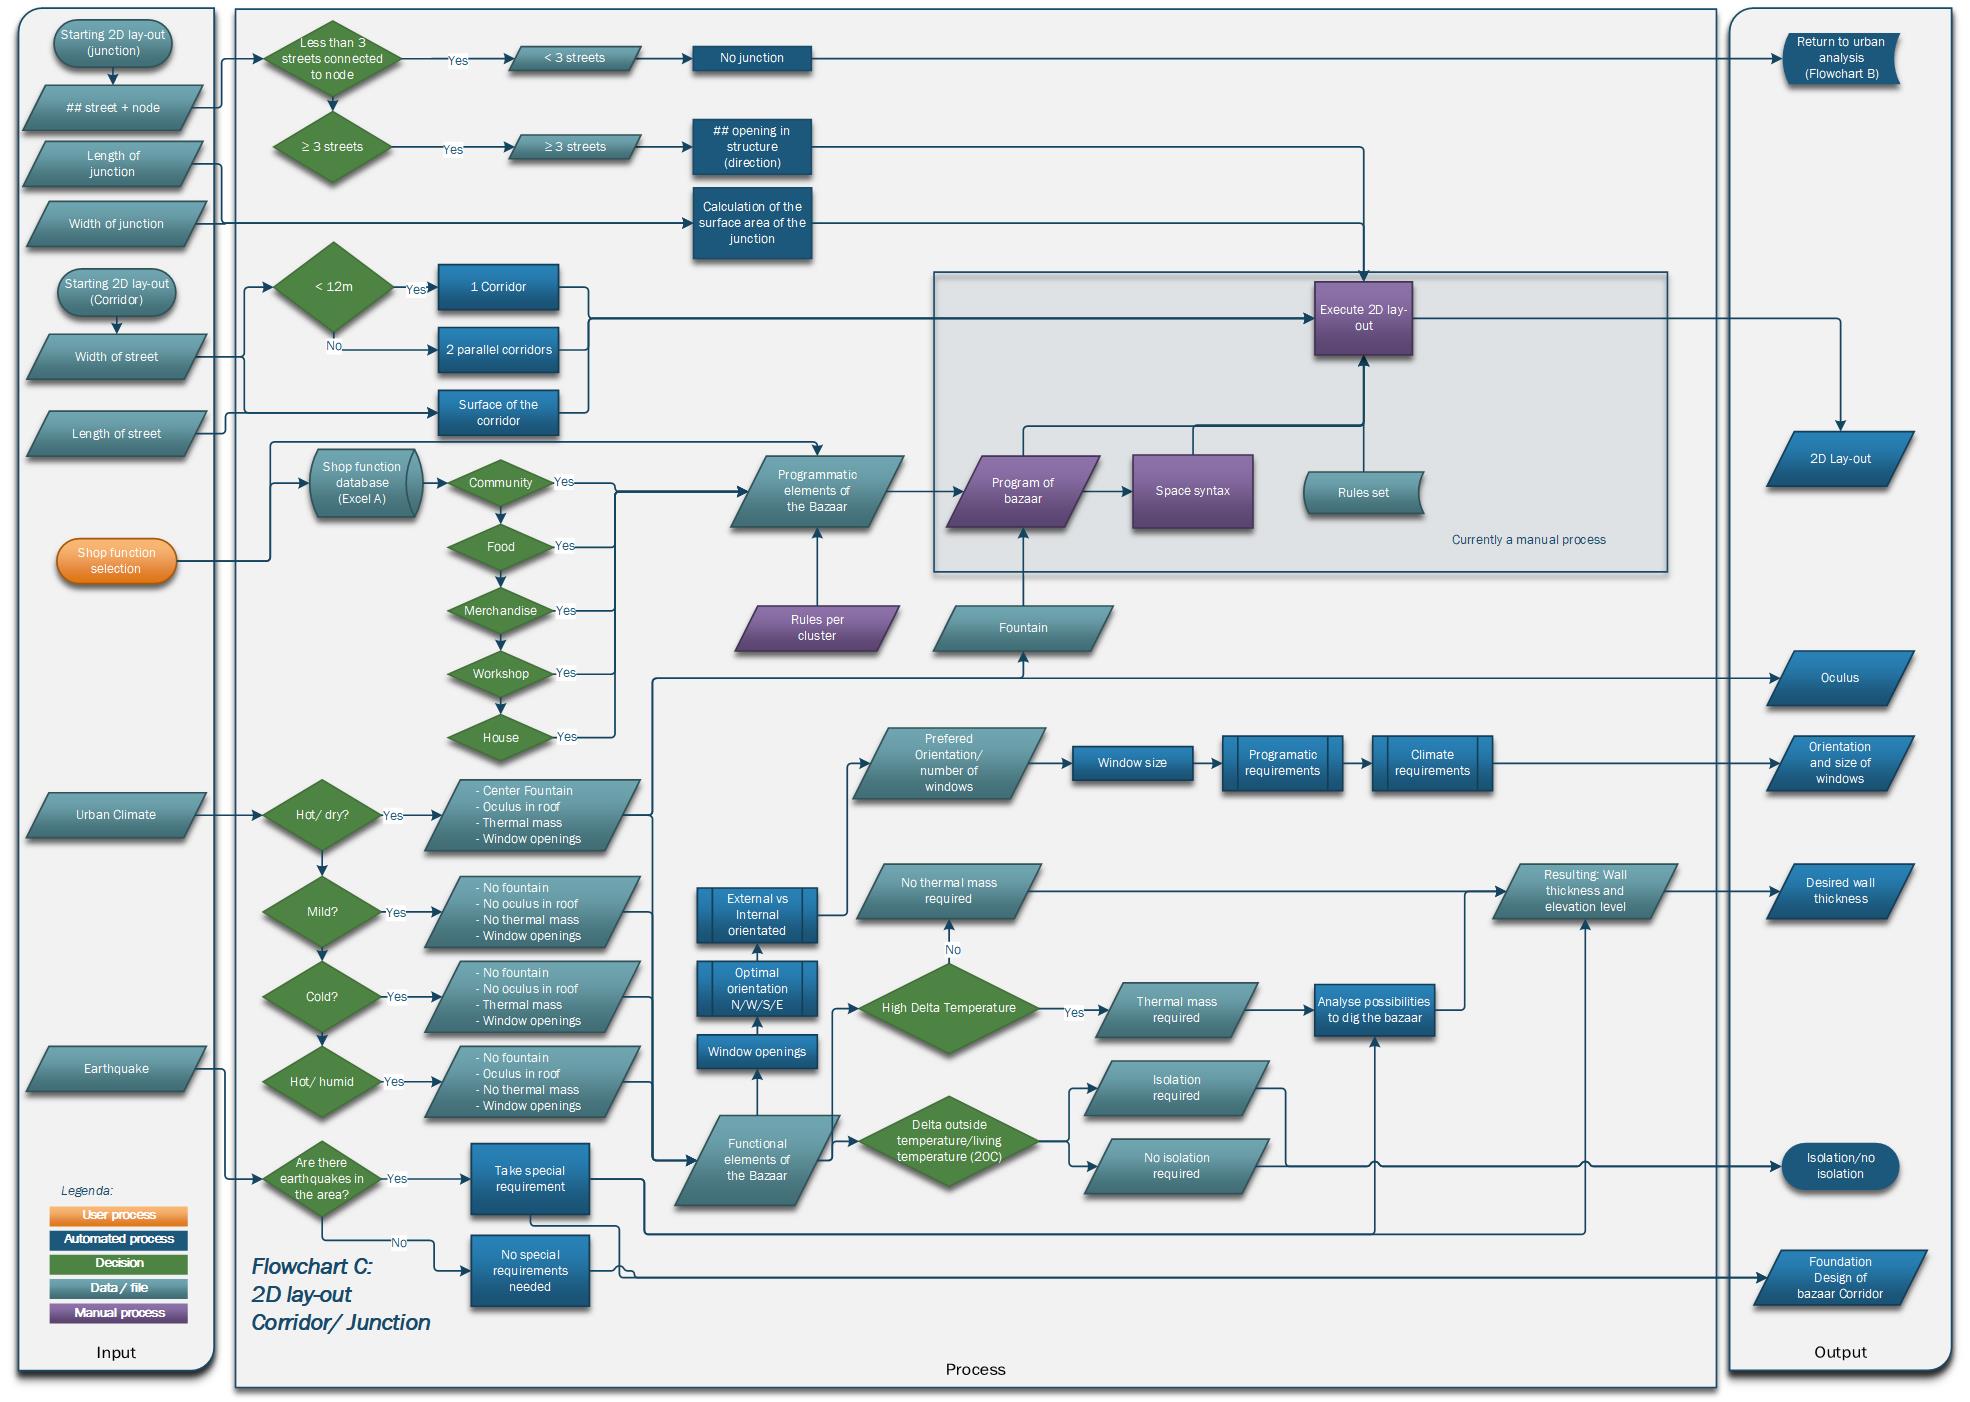 Starting 2D lay-out
(junction)
## street + node
Length of
junction
Width of junction
Starting 2D lay-out
(Corridor)
Width of street
Length of street
Shop function
selection
Urban Climate
Earthquake
Legenda:
User process
Automated process
Decision
Data / file
Manual process
Input
Less than 3
streets connected
to node
Yes
< 3 streets
No junction
≥ 3 streets
Yes
≥ 3 streets
## opening in
structure
(direction)
Calculation of the
surface area of the
junction
< 12m
Yes
1 Corridor
No
2 parallel corridors
Surface of the
corridor
Execute 2D lay-
out
Shop function
database
(Excel A)
Community
Yes
Food
Yes
Merchandise
Yes
Workshop
Yes
House
Yes
Programmatic
elements of
the Bazaar
Program of
bazaar
Space syntax
Rules set
Currently a manual process
Rules per
cluster
Fountain
Prefered
Orientation/
number of
windows
Window size
Programatic
requirements
Climate
requirements
Hot/ dry?
Yes
- Center Fountain
- Oculus in roof
- Thermal mass
- Window openings
Mild?
Yes
- No fountain
- No oculus in roof
- No thermal mass
- Window openings
Cold?
Yes
- No fountain
- No oculus in roof
- Thermal mass
- Window openings
Hot/ humid
Yes
- No fountain
- Oculus in roof
- No thermal mass
- Window openings
External vs
Internal
orientated
Optimal
orientation
N/W/S/E
Window openings
Functional
elements of
the Bazaar
No thermal mass
required
No
High Delta Temperature
Yes
Thermal mass
required
Analyse possibilities
to dig the bazaar
Resulting: Wall
thickness and
elevation level
Delta outside
temperature/living
temperature (20C)
Isolation
required
No isolation
required
Are there
earthquakes in
the area?
Yes
Take special
requirement
No
No special
requirements
needed
Flowchart C:
2D lay-out
Corridor/ Junction
Process
Return to urban
analysis
(Flowchart B)
2D Lay-out
Oculus
Orientation
and size of
windows
Desired wall
thickness
Isolation/no
isolation
Foundation
Design of
bazaar Corridor
Output